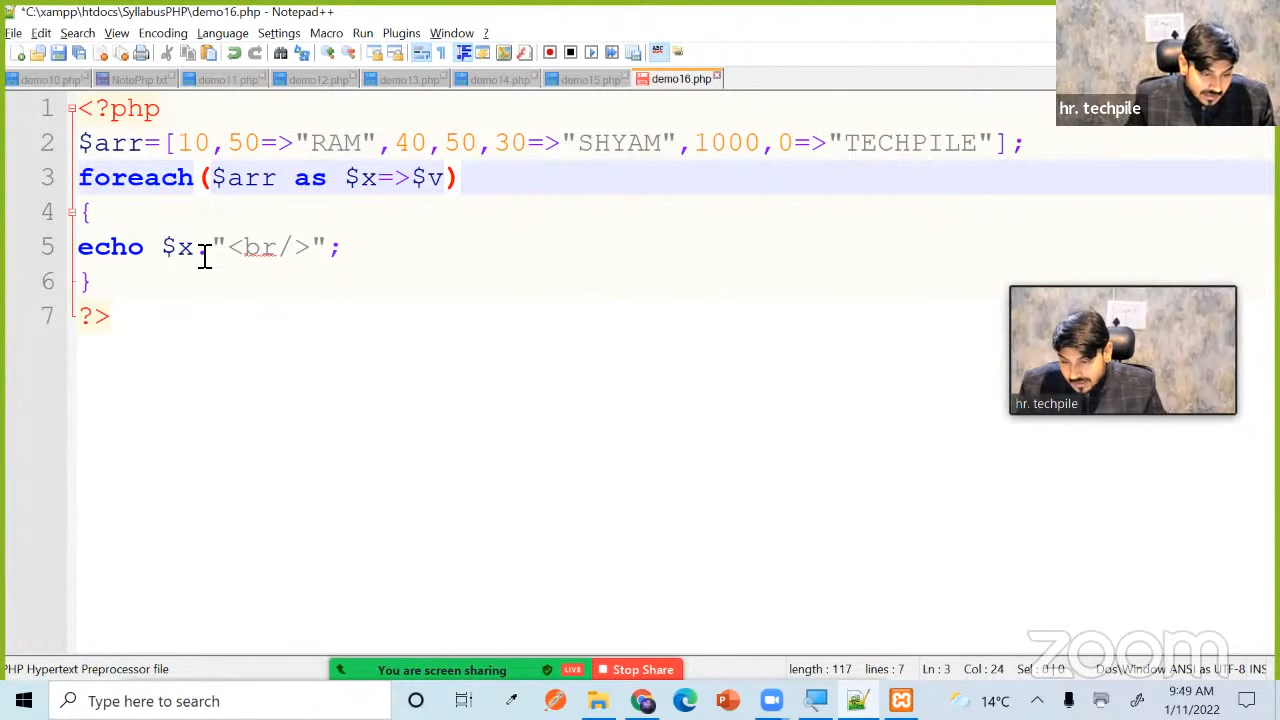 *C:\xampp\htdocs\SyllabusPHP\demo16.php - Notepad++
File Edit Search View Encoding Language Settings Macro Run Plugins Window ?
demo10.php NotoPhp.txt demo11.php demo12.php demo13.php demo14.php demo15.php demo16.php
hr. techpile
1 <?php
2 $arr=[10,50=>"RAM",40,50,30=>"SHYAM",1000,0=>"TECHPILE"];
3 foreach($arr as $x=>$v)
4 {
5 echo $x."<br/>";
6 }
7 ?>
hr. techpile
zoom
PHP Hypertext Preprocessor file
You are screen sharing LIVE Stop Share
length : 117 lines : 7 Ln : 3 Col : 24 Sel : 0 | 0 Dos\Window ANSI as UTF-8 INS
Type here to search
14°C
9:49 AM
1/11/2022